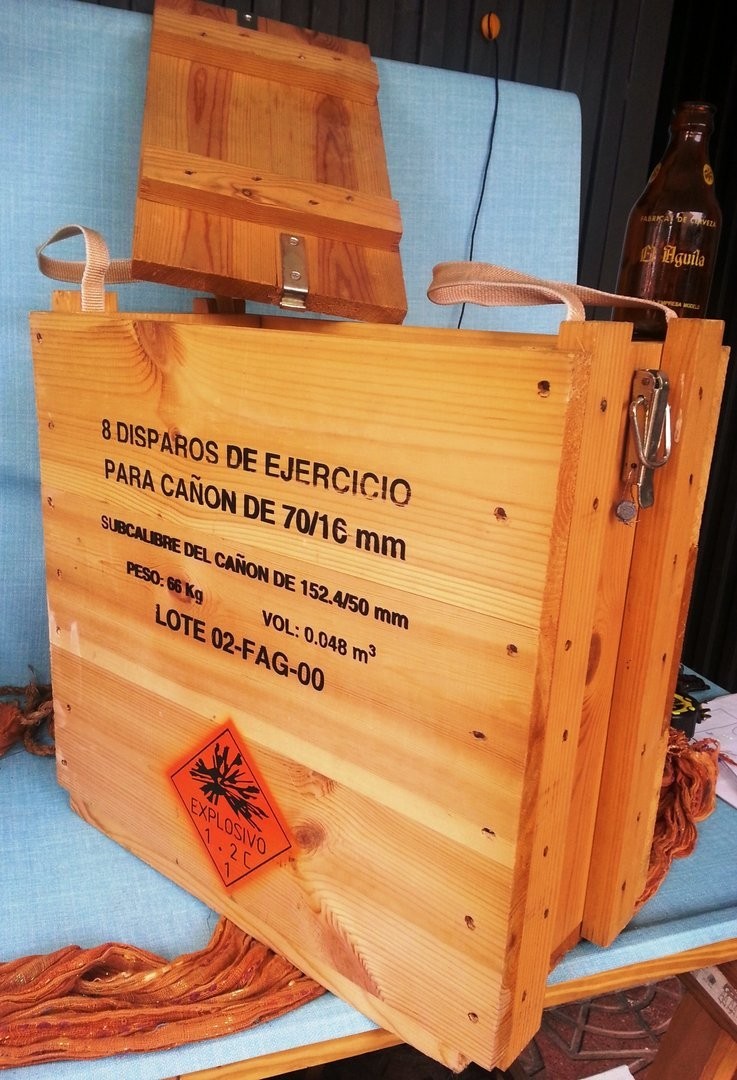 8 DISPAROS DE EJERCICIO
PARA CAÑON DE 70/16 mm
SUBCALIBRE DEL CAÑON DE 152.4/50 mm
PESO: 66 Kg
VOL: 0.048 m³
LOTE 02-FAG-00
EXPLOSIVO
1.2 C
1
FABRICA DE CERVEZA
El Aguila
EMPRESA MODELO